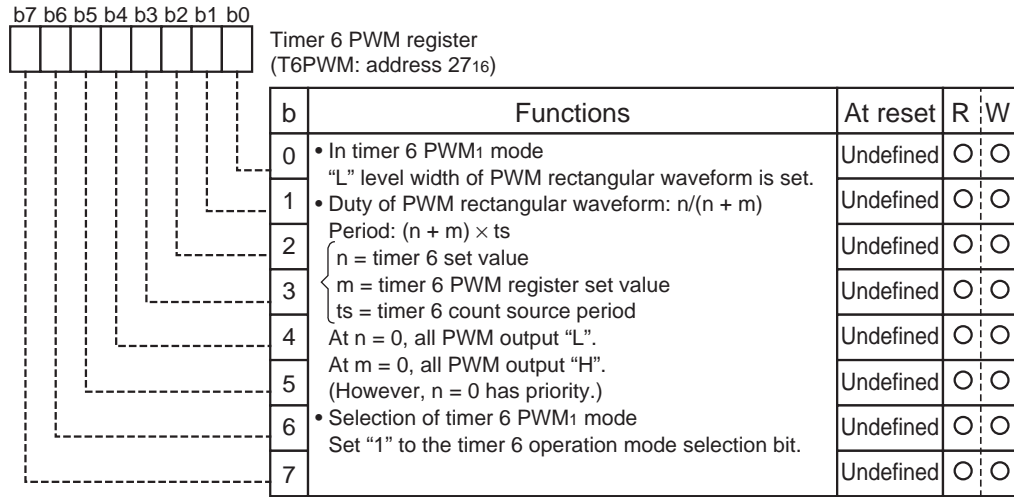 b7 b6 b5 b4 b3 b2 b1 b0
Timer 6 PWM register
(T6PWM: address 2716)
b Functions At reset R W
0 • In timer 6 PWM1 mode Undefined O O
“L” level width of PWM rectangular waveform is set.
1 • Duty of PWM rectangular waveform: n/(n + m) Undefined O O
Period: (n + m) × ts
2 n = timer 6 set value Undefined O O
3 m = timer 6 PWM register set value Undefined O O
ts = timer 6 count source period
4 At n = 0, all PWM output “L”. Undefined O O
At m = 0, all PWM output “H”.
5 (However, n = 0 has priority.) Undefined O O
6 • Selection of timer 6 PWM1 mode Undefined O O
Set “1” to the timer 6 operation mode selection bit.
7 Undefined O O